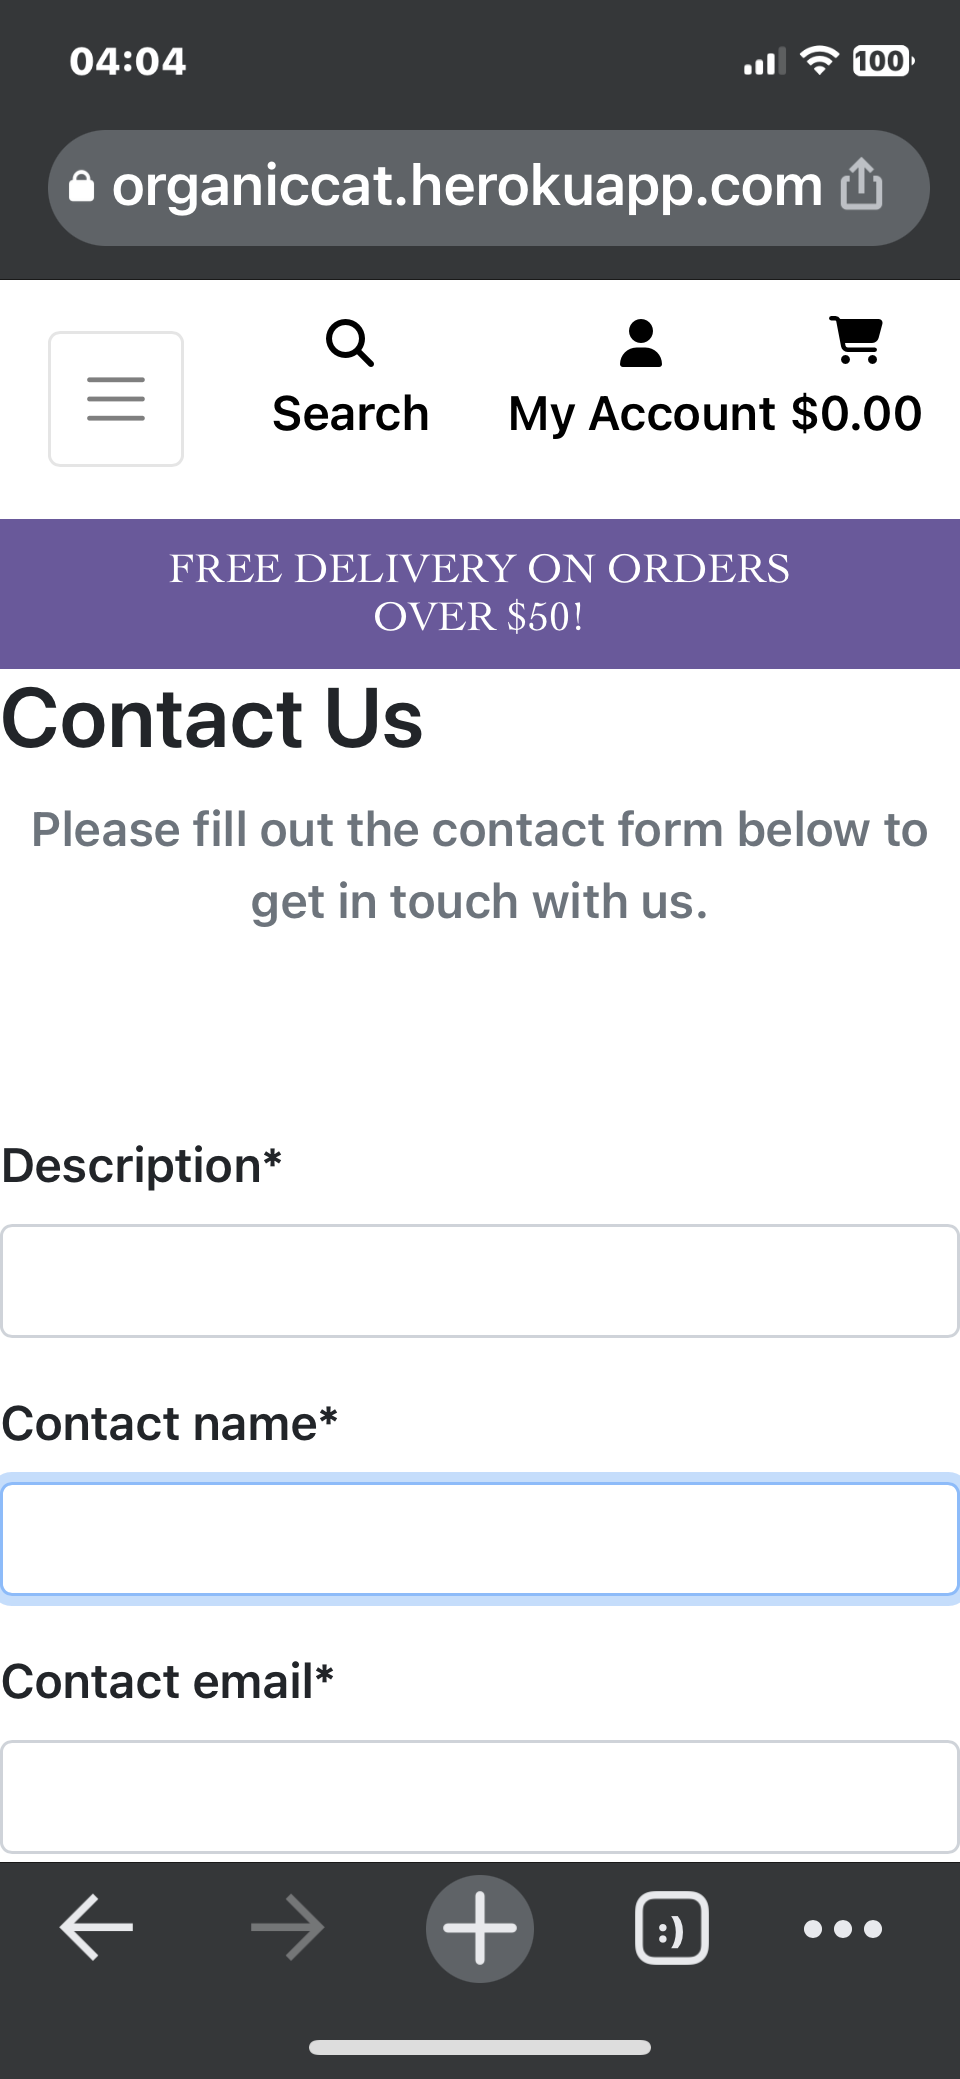 04:04
100
organiccat.herokuapp.com
Search
My Account
$0.00
FREE DELIVERY ON ORDERS
OVER $50!
Contact Us
Please fill out the contact form below to
get in touch with us.
Description*
Contact name*
Contact email*
:)